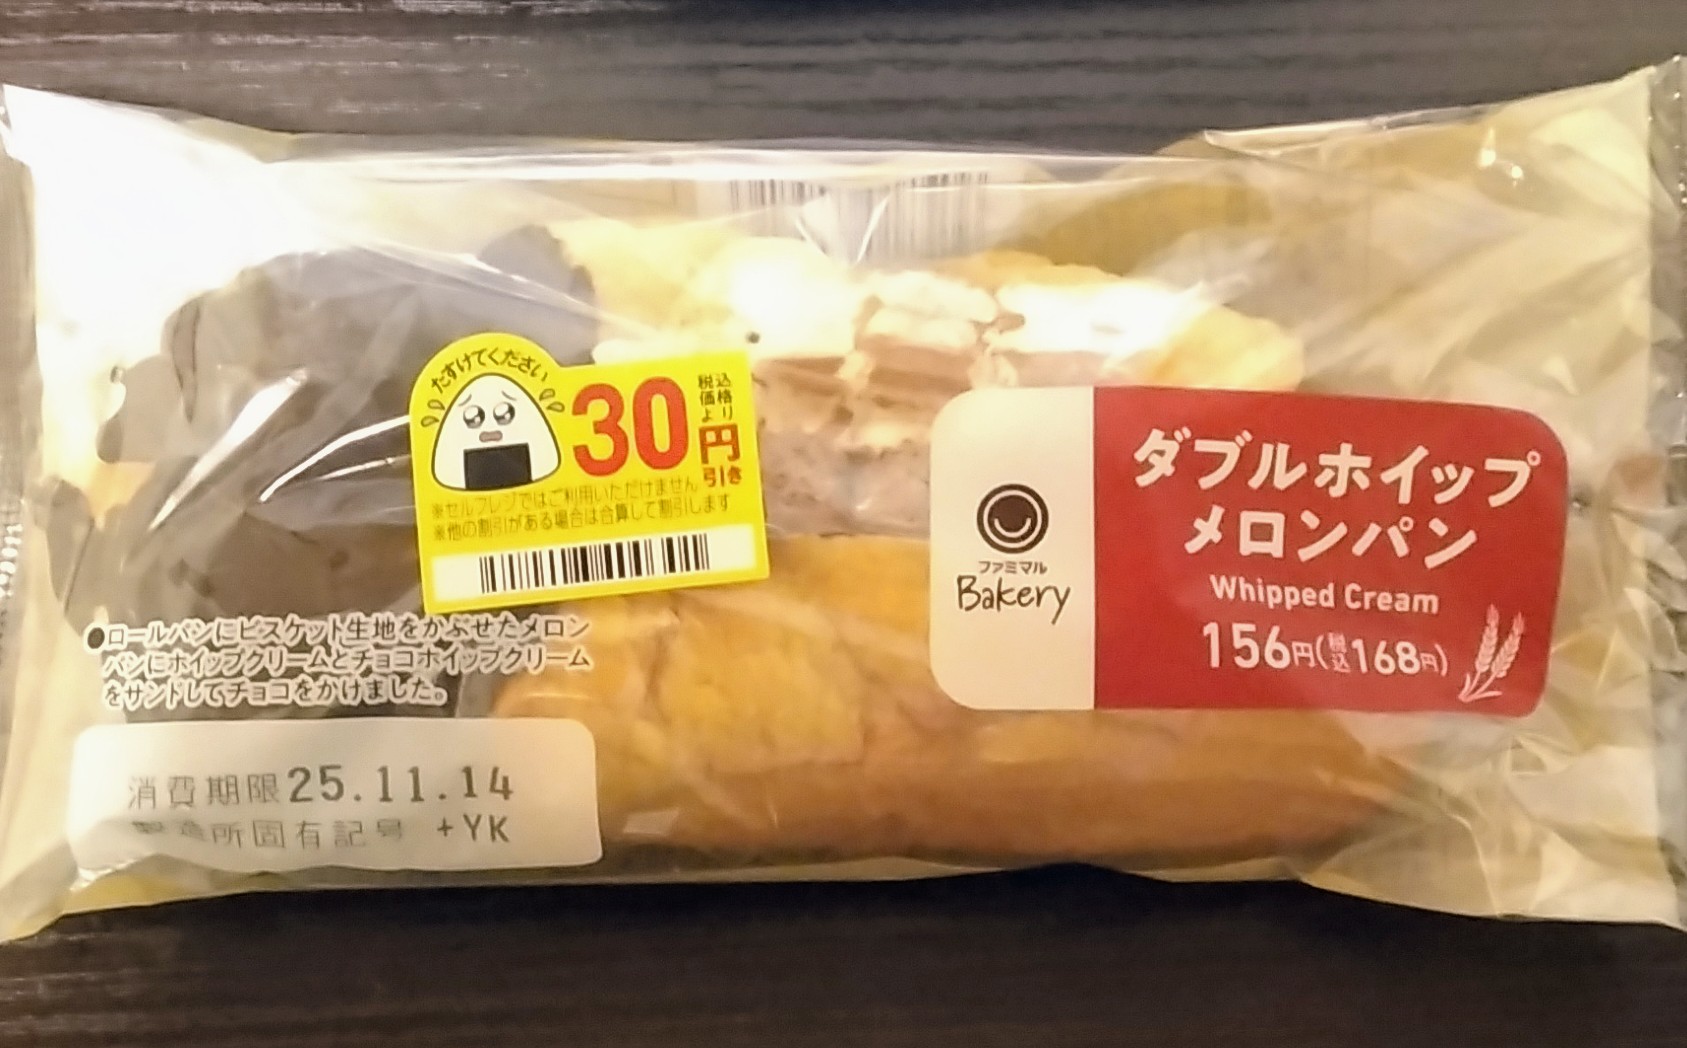 たすけてください
30円引き
税込価格より
※セルフレジではご利用いただけません
※他の割引がある場合は合算して割引します
ファミマル
Bakery
ダブルホイップ
メロンパン
Whipped Cream
156円(税込168円)
●ロールパンにビスケット生地をかぶせたメロン
パンにホイップクリームとチョコホイップクリーム
をサンドしてチョコをかけました。
消費期限 25.11.14
製造所固有記号 +YK